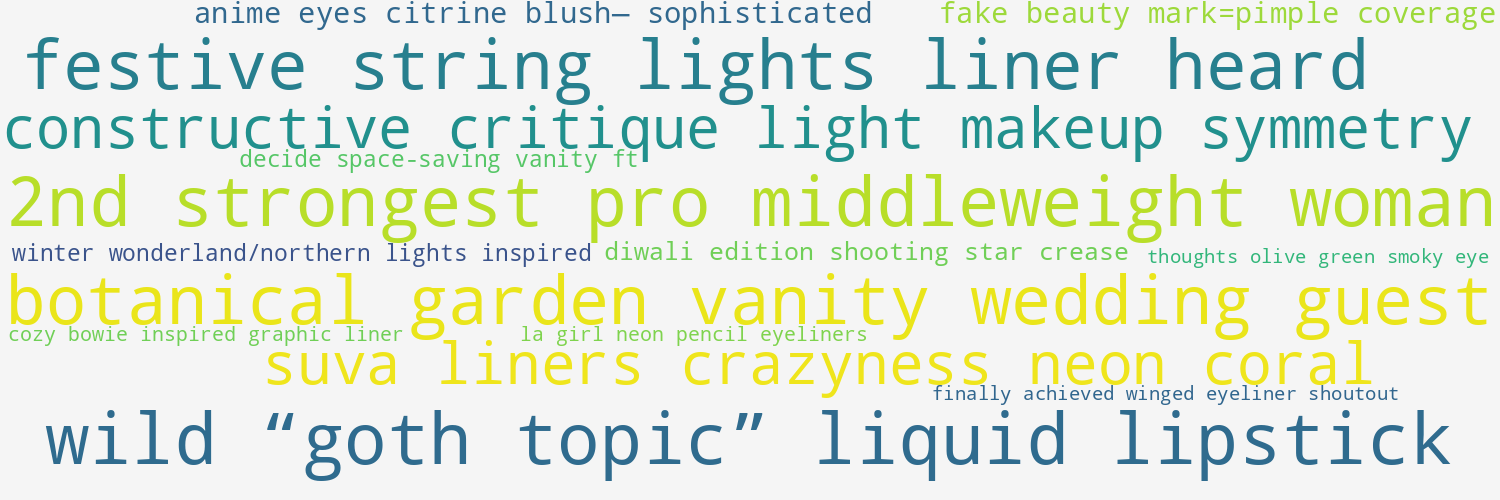 anime eyes citrine blush— sophisticated
fake beauty mark=pimple coverage
festive string lights liner heard
constructive critique light makeup symmetry
decide space-saving vanity ft
2nd strongest pro middleweight woman
winter wonderland/northern lights inspired
diwali edition shooting star crease
thoughts olive green smoky eye
botanical garden vanity wedding guest
cozy bowie inspired graphic liner
la girl neon pencil eyeliners
suva liners crazyness neon coral
finally achieved winged eyeliner shoutout
wild “goth topic” liquid lipstick